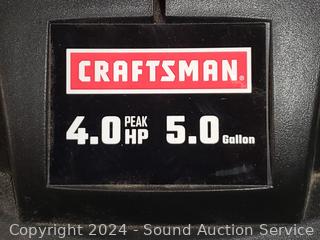 CRAFTSMAN®
4.0 PEAK HP 5.0 Gallon
Copyright 2024 - Sound Auction Service